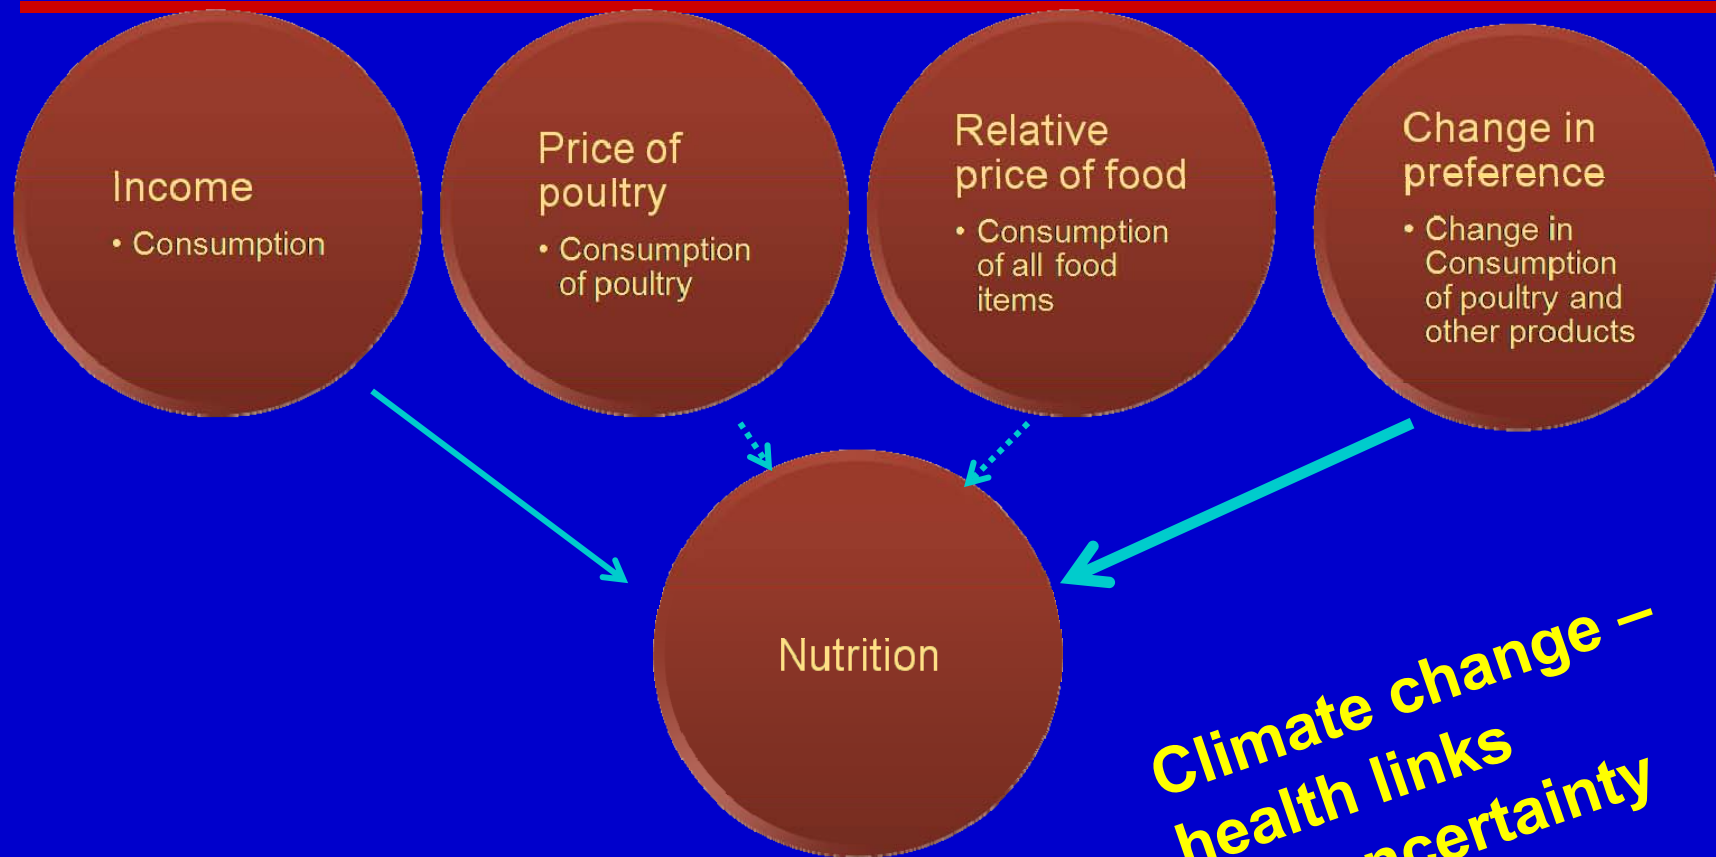 Income
• Consumption
Price of
poultry
• Consumption
of poultry
Relative
price of food
• Consumption
of all food
items
Change in
preference
• Change in
Consumption
of poultry and
other products
Nutrition
Climate change –
health links